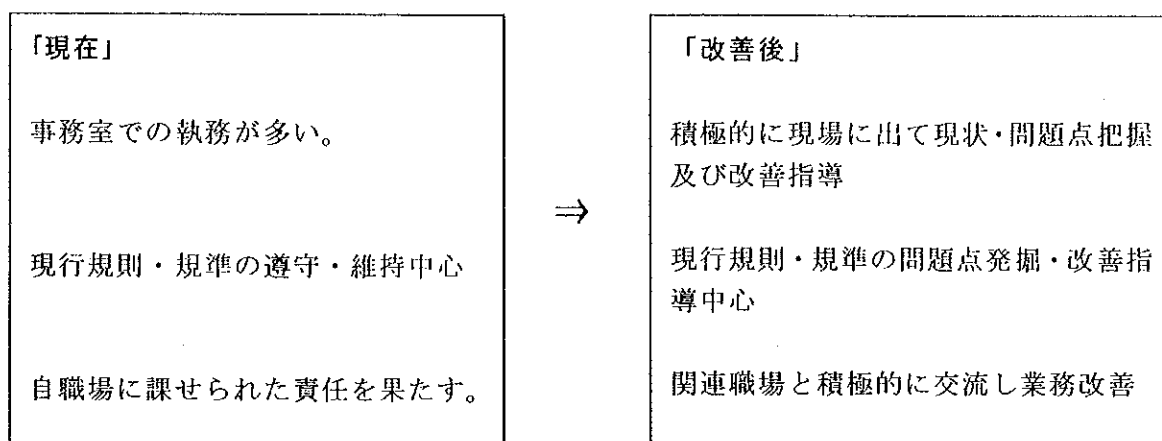 「現在」
事務室での執務が多い。
現行規則・規準の遵守・維持中心
自職場に課せられた責任を果たす。
⇒
「改善後」
積極的に現場に出て現状・問題点把握
及び改善指導
現行規則・規準の問題点発掘・改善指
導中心
関連職場と積極的に交流し業務改善